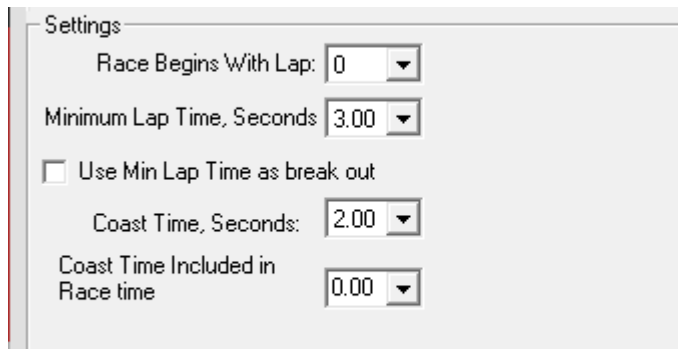 Settings
Race Begins With Lap: 0
Minimum Lap Time, Seconds 3.00
Use Min Lap Time as break out
Coast Time, Seconds: 2.00
Coast Time Included in
Race time 0.00